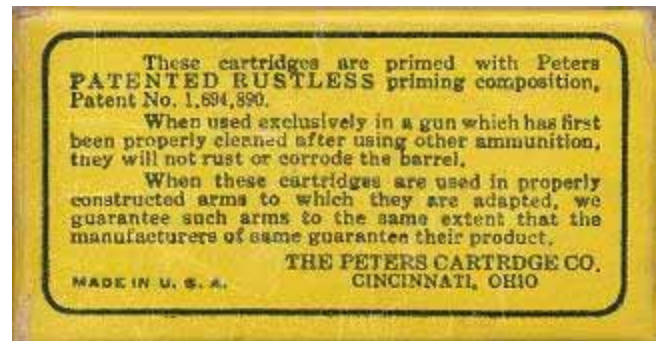 These cartridges are primed with Peters
PATENTED RUSTLESS priming composition,
Patent No. 1,694,890.
When used exclusively in a gun which has first
been properly cleaned after using other ammunition,
they will not rust or corrode the barrel.
When these cartridges are used in properly
constructed arms to which they are adapted, we
guarantee such arms to the same extent that the
manufacturers of same guarantee their product.
THE PETERS CARTRDGE CO.
MADE IN U. S. A. CINCINNATI, OHIO